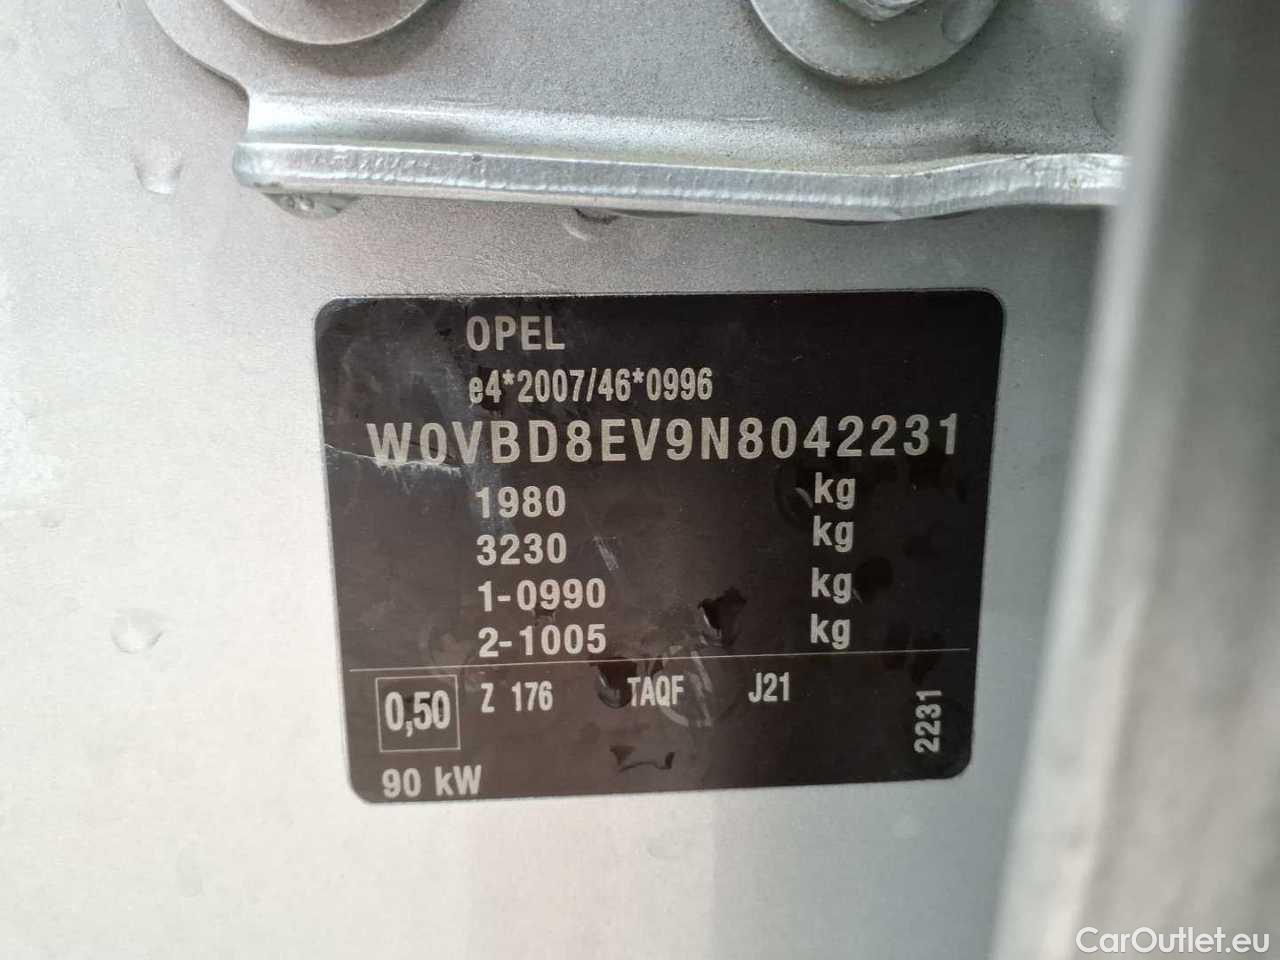 OPEL
e4*2007/46*0996
W0VBD8EV9N8042231
1980 kg
3230 kg
1-0990 kg
2-1005 kg
0,50 Z 176 TAQF J21
2231
90 kW
CarOutlet.eu